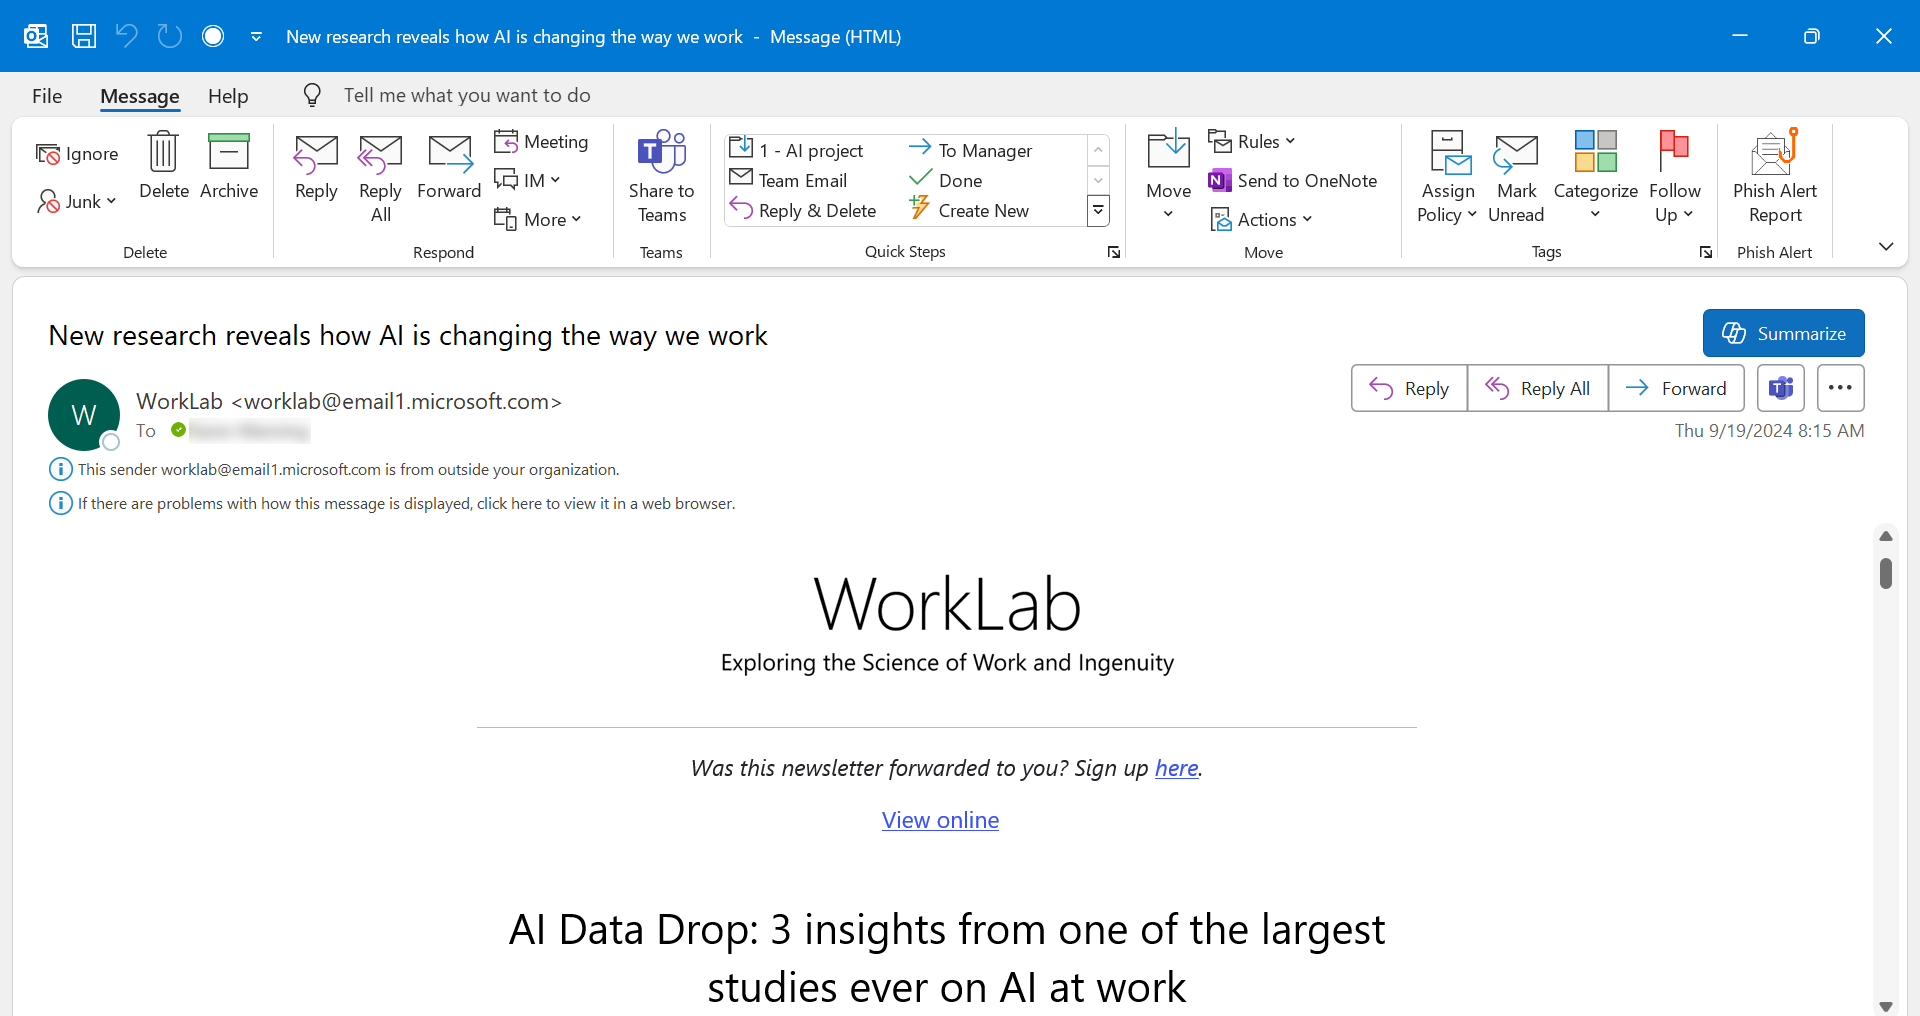 New research reveals how AI is changing the way we work - Message (HTML)
File Message Help Tell me what you want to do
Ignore
Junk
Delete
Archive
Delete
Reply
Reply All
Forward
Meeting
IM
More
Respond
Share to Teams
Teams
1 - AI project
To Manager
Team Email
Done
Reply & Delete
Create New
Quick Steps
Move
Rules
Send to OneNote
Actions
Move
Assign Policy
Mark Unread
Categorize
Follow Up
Tags
Phish Alert Report
Phish Alert
New research reveals how AI is changing the way we work
Summarize
W
WorkLab <worklab@email1.microsoft.com>
Reply
Reply All
Forward
To
Thu 9/19/2024 8:15 AM
This sender worklab@email1.microsoft.com is from outside your organization.
If there are problems with how this message is displayed, click here to view it in a web browser.
WorkLab
Exploring the Science of Work and Ingenuity
Was this newsletter forwarded to you? Sign up here.
View online
AI Data Drop: 3 insights from one of the largest
studies ever on AI at work